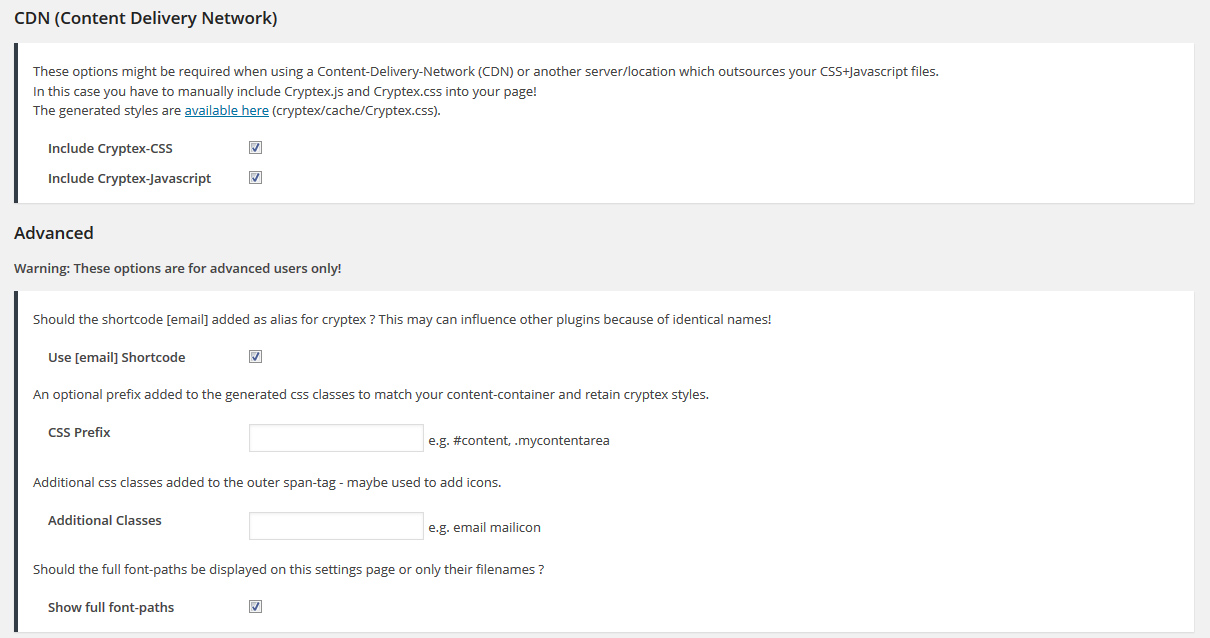 CDN (Content Delivery Network)
These options might be required when using a Content-Delivery-Network (CDN) or another server/location which outsources your CSS+Javascript files.
In this case you have to manually include Cryptex.js and Cryptex.css into your page!
The generated styles are available here (cryptex/cache/Cryptex.css).
Include Cryptex-CSS
Include Cryptex-Javascript
Advanced
Warning: These options are for advanced users only!
Should the shortcode [email] added as alias for cryptex ? This may can influence other plugins because of identical names!
Use [email] Shortcode
An optional prefix added to the generated css classes to match your content-container and retain cryptex styles.
CSS Prefix
e.g. #content, .mycontentarea
Additional css classes added to the outer span-tag - maybe used to add icons.
Additional Classes
e.g. email mailicon
Should the full font-paths be displayed on this settings page or only their filenames ?
Show full font-paths